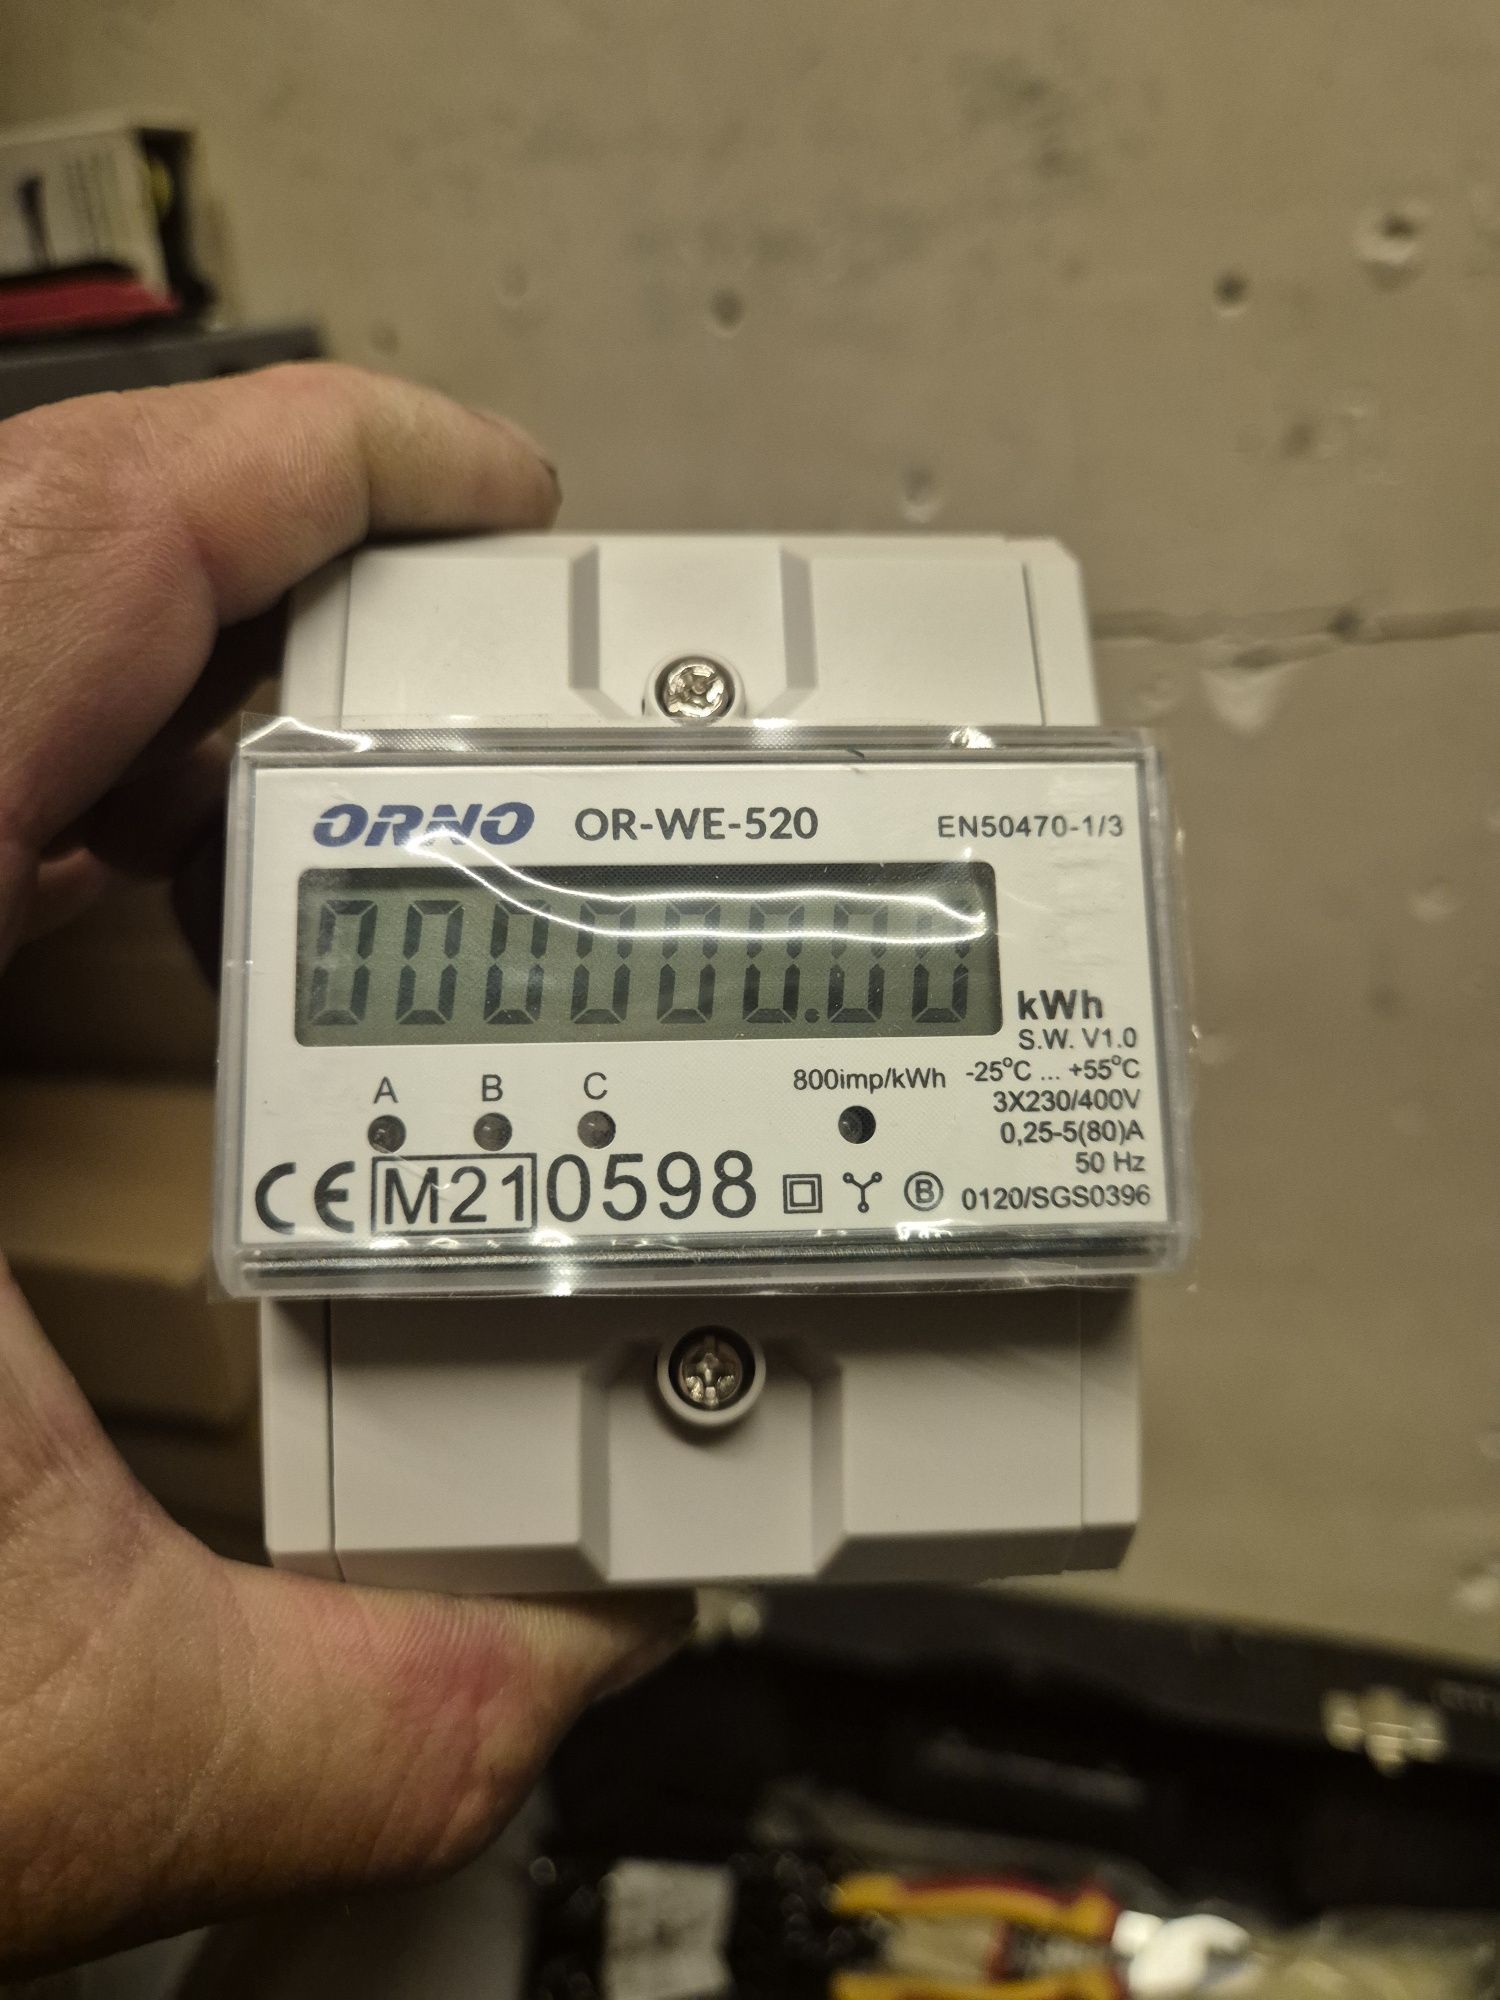 ORNO OR-WE-520 EN50470-1/3
000000.00
kWh
S.W. V1.0
A B C 800imp/kWh -25°C ... +55°C
3X230/400V
0,25-5(80)A
50 Hz
CE M21 0598 B 0120/SGS0396